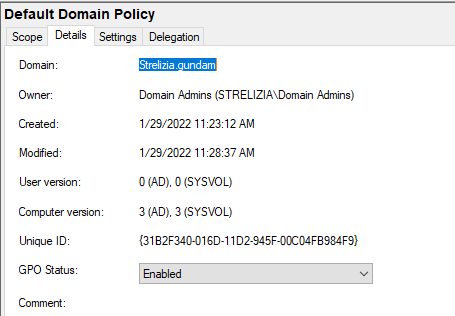 Default Domain Policy
Scope Details Settings Delegation
Domain: Strelizia.gundam
Owner: Domain Admins (STRELIZIA\Domain Admins)
Created: 1/29/2022 11:23:12 AM
Modified: 1/29/2022 11:28:37 AM
User version: 0 (AD), 0 (SYSVOL)
Computer version: 3 (AD), 3 (SYSVOL)
Unique ID: {31B2F340-016D-11D2-945F-00C04FB984F9}
GPO Status: Enabled
Comment: